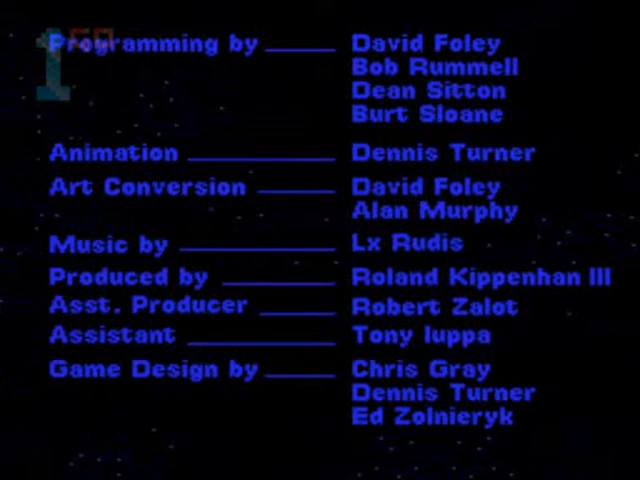 Programming by David Foley
Bob Rummell
Dean Sitton
Burt Sloane
Animation Dennis Turner
Art Conversion David Foley
Alan Murphy
Music by Lx Rudis
Produced by Roland Kippenhan III
Asst. Producer Robert Zalot
Assistant Tony Iuppa
Game Design by Chris Gray
Dennis Turner
Ed Zolnieryk